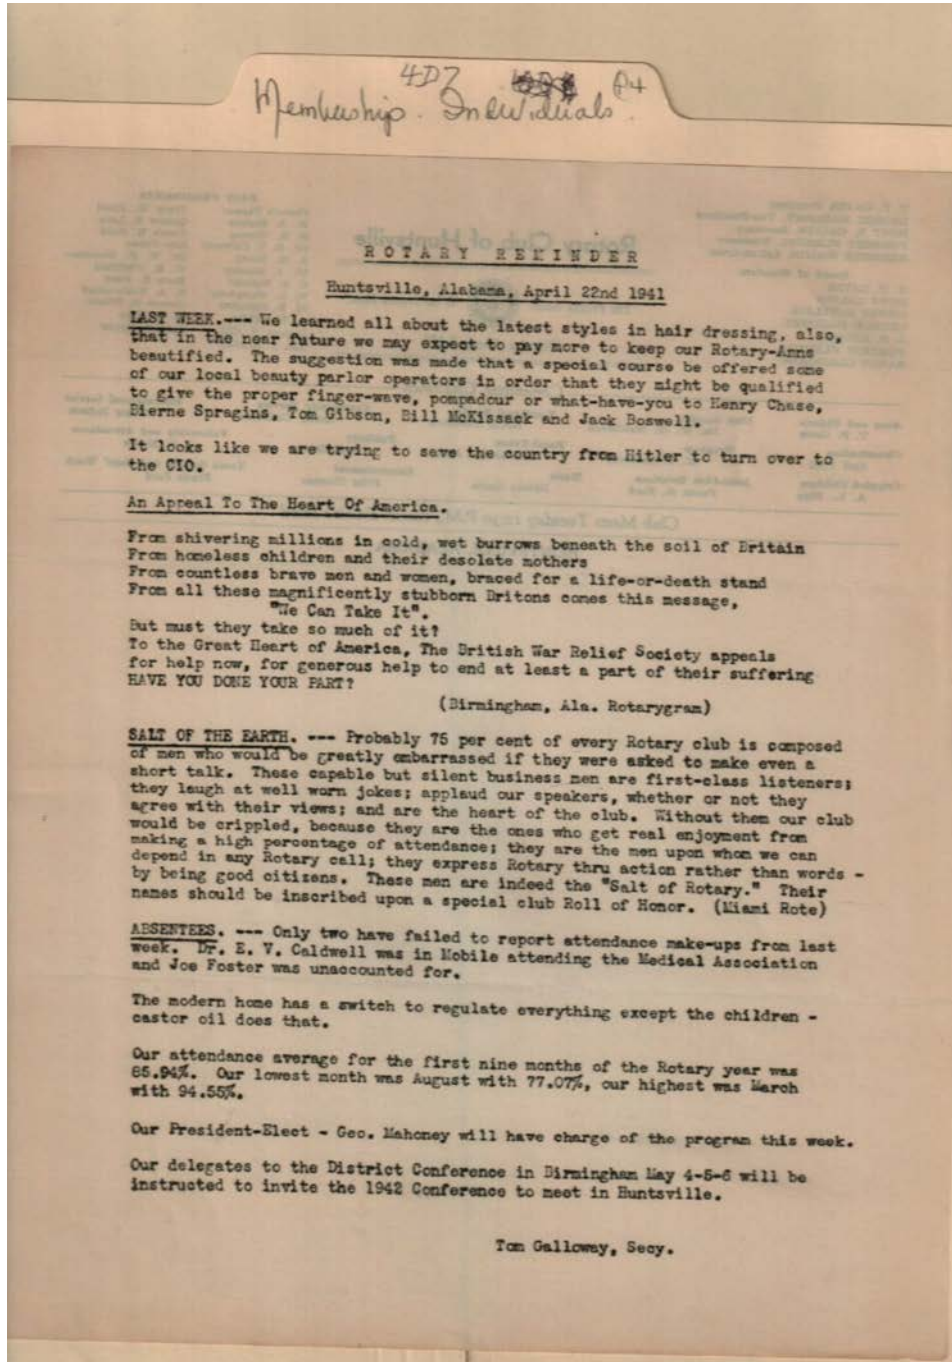 4D7 P4
Membership - Individuals
Rotary Club of Huntsville
ROTARY REMINDER
Huntsville, Alabama, April 22nd 1941
LAST WEEK.--- We learned all about the latest styles in hair dressing, also,
that in the near future we may expect to pay more to keep our Rotary-Anns
beautified. The suggestion was made that a special course be offered some
of our local beauty parlor operators in order that they might be qualified
to give the proper finger-wave, pompadour or what-have-you to Henry Chase,
Bierne Spragins, Tom Gibson, Bill McKissack and Jack Boswell.
It looks like we are trying to save the country from Hitler to turn over to
the CIO.
An Appeal To The Heart Of America.
From shivering millions in cold, wet burrows beneath the soil of Britain
From homeless children and their desolate mothers
From countless brave men and women, braced for a life-or-death stand
From all these magnificently stubborn Britons comes this message,
"We Can Take It".
But must they take so much of it?
To the Great Heart of America, The British War Relief Society appeals
for help now, for generous help to end at least a part of their suffering
HAVE YOU DONE YOUR PART?
(Birmingham, Ala. Rotarygram)
SALT OF THE EARTH. --- Probably 75 per cent of every Rotary club is composed
of men who would be greatly embarrassed if they were asked to make even a
short talk. These capable but silent business men are first-class listeners;
they laugh at well worn jokes; applaud our speakers, whether or not they
agree with their views; and are the heart of the club. Without them our club
would be crippled, because they are the ones who get real enjoyment from
making a high percentage of attendance; they are the men upon whom we can
depend in any Rotary call; they express Rotary thru action rather than words -
by being good citizens. These men are indeed the "Salt of Rotary." Their
names should be inscribed upon a special club Roll of Honor. (Miami Rote)
ABSENTEES. --- Only two have failed to report attendance make-ups from last
week. Dr. E. V. Caldwell was in Mobile attending the Medical Association
and Joe Foster was unaccounted for.
The modern home has a switch to regulate everything except the children -
castor oil does that.
Our attendance average for the first nine months of the Rotary year was
85.94%. Our lowest month was August with 77.07%, our highest was March
with 94.55%.
Our President-Elect - Geo. Mahoney will have charge of the program this week.
Our delegates to the District Conference in Birmingham May 4-5-6 will be
instructed to invite the 1942 Conference to meet in Huntsville.
Tom Galloway, Secy.